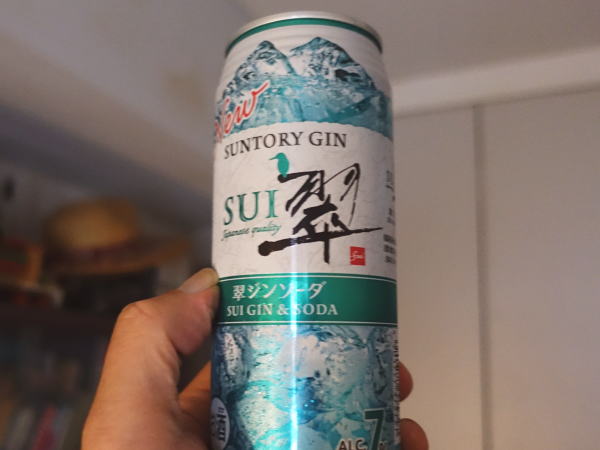 New
SUNTORY GIN
SUI 翠
Japanese quality
翠ジンソーダ
SUI GIN & SODA
ALC. 7